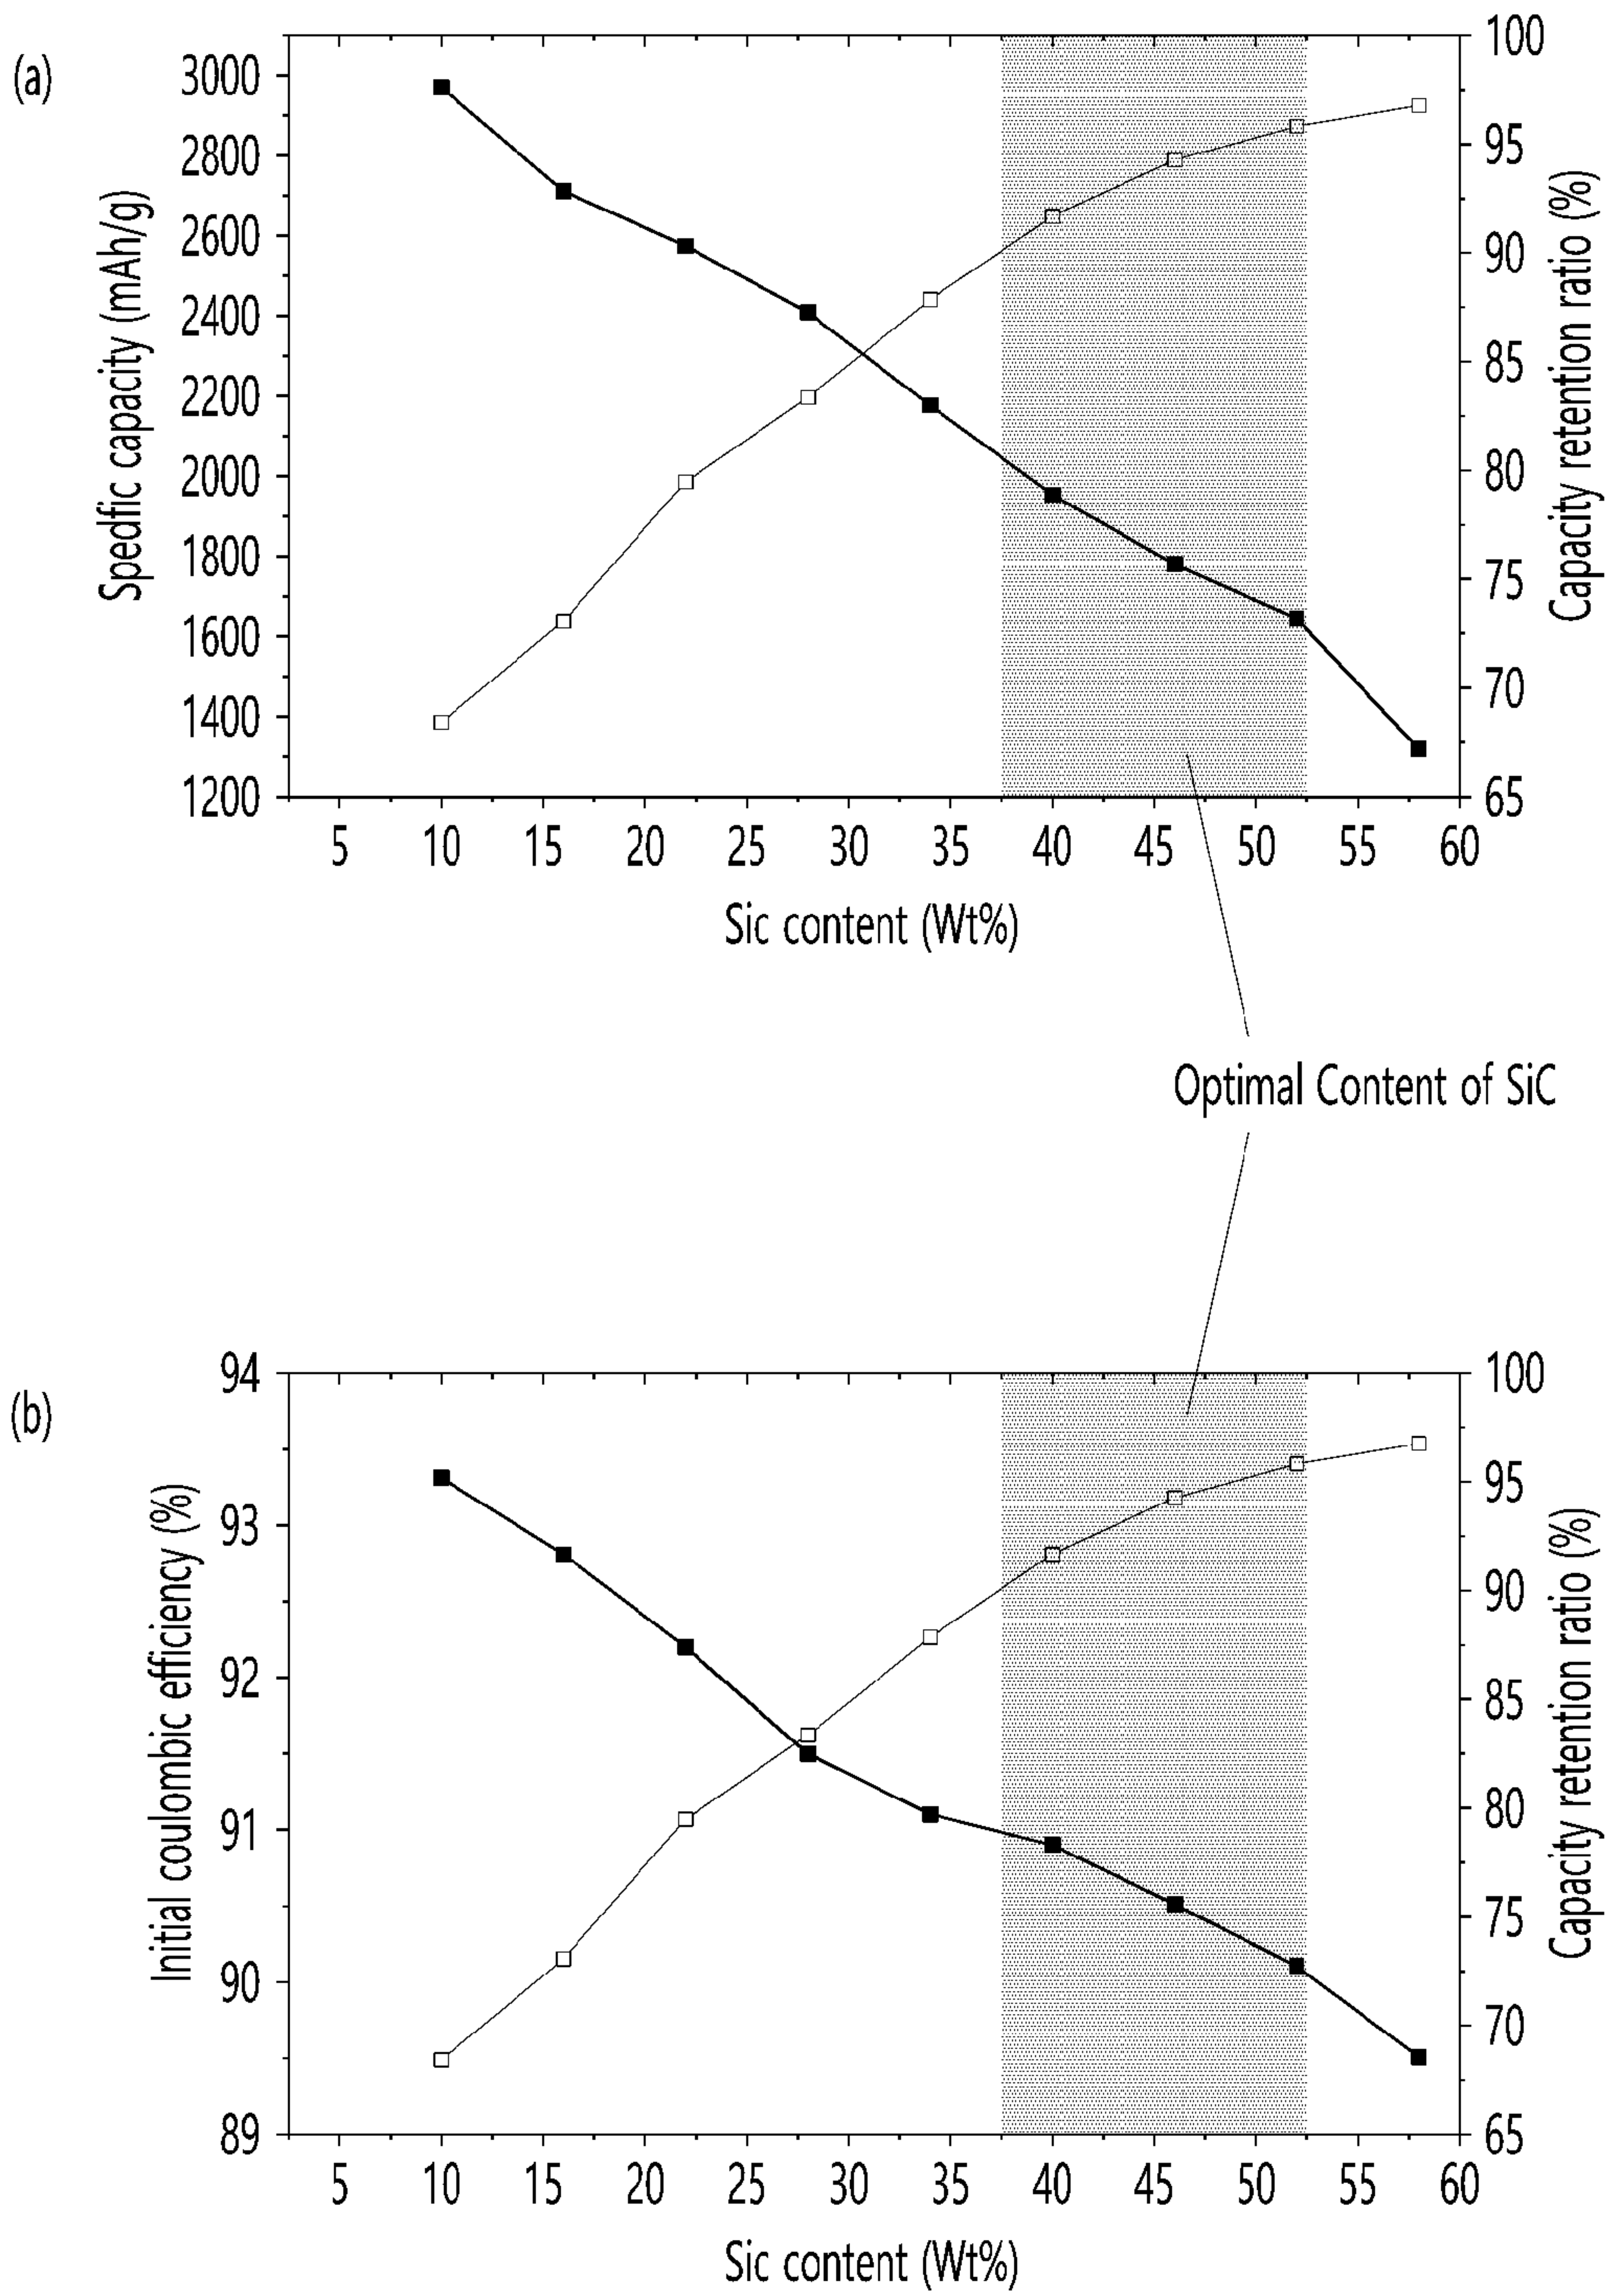 (a)
Spedfic capacity (mAh/g)
3000
2800
2600
2400
2200
2000
1800
1600
1400
1200
100
95
90
85
80
75
70
65
Capacity retention ratio (%)
5 10 15 20 25 30 35 40 45 50 55 60
Sic content (Wt%)
Optimal Content of SiC
(b)
Initial coulombic efficiency (%)
94
93
92
91
90
89
100
95
90
85
80
75
70
65
Capacity retention ratio (%)
5 10 15 20 25 30 35 40 45 50 55 60
Sic content (Wt%)